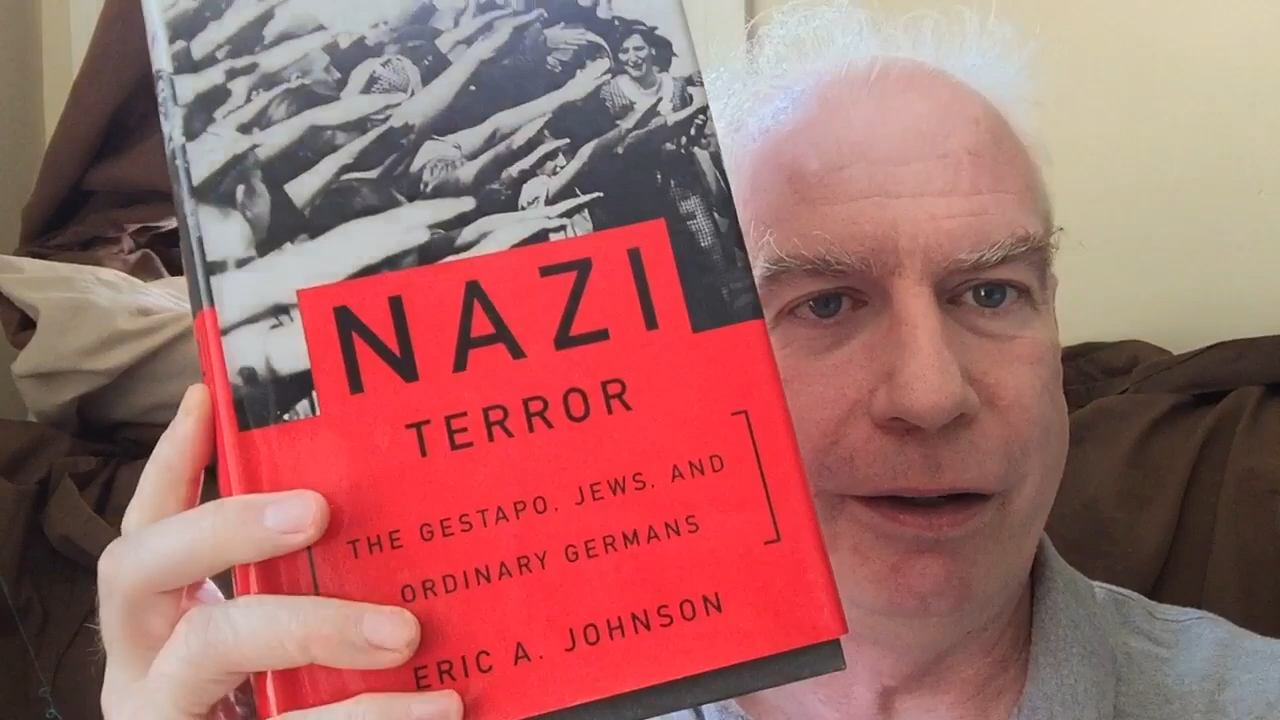 NAZI
TERROR
THE GESTAPO, JEWS, AND
ORDINARY GERMANS
ERIC A. JOHNSON